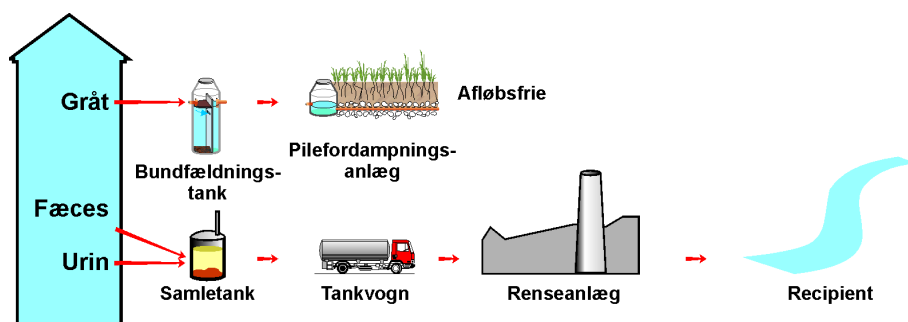 Gråt
Afløbsfrie
Bundfældnings-
tank
Pilefordampnings-
anlæg
Fæces
Urin
Samletank
Tankvogn
Renseanlæg
Recipient